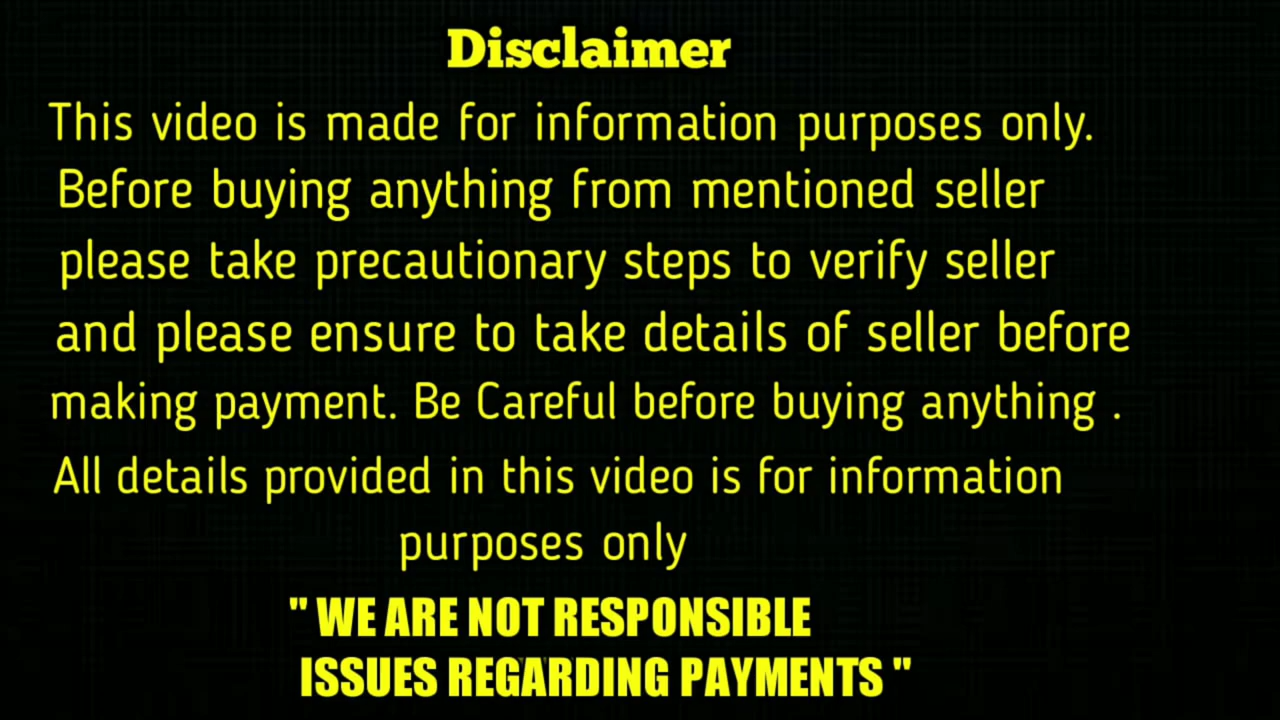 Disclaimer
This video is made for information purposes only.
Before buying anything from mentioned seller
please take precautionary steps to verify seller
and please ensure to take details of seller before
making payment. Be Careful before buying anything .
All details provided in this video is for information
purposes only
" WE ARE NOT RESPONSIBLE
ISSUES REGARDING PAYMENTS "